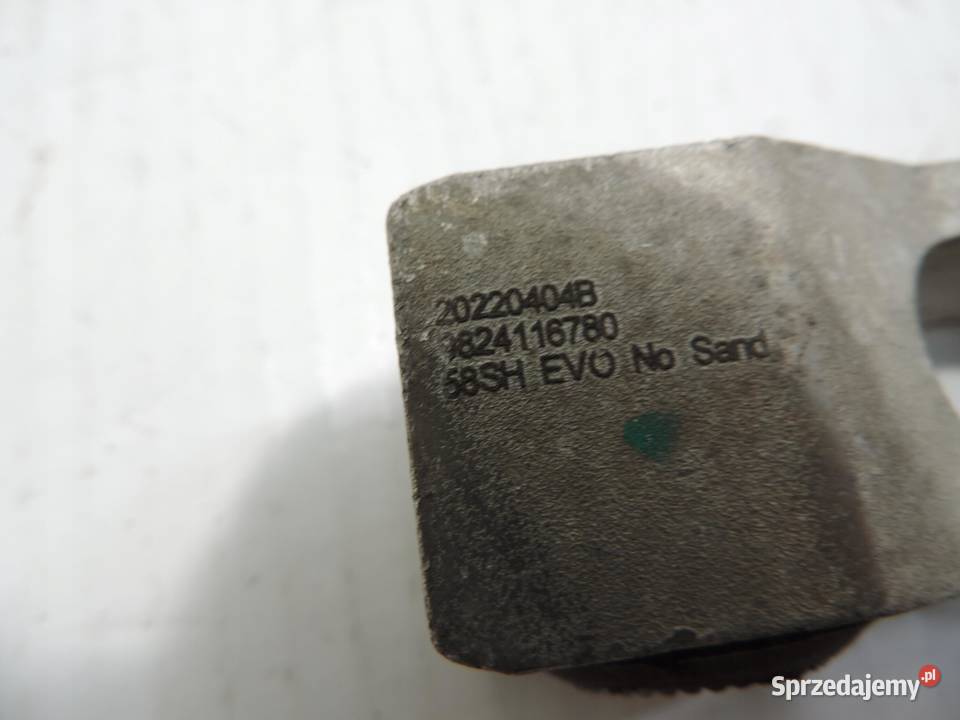 20220404B
9824116780
58SH EVO No Sand
Sprzedajemy.pl